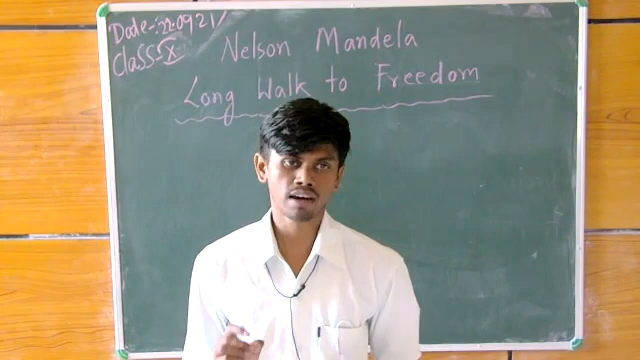 Date-:22.09.21
Class-X
Nelson Mandela
Long Walk to Freedom